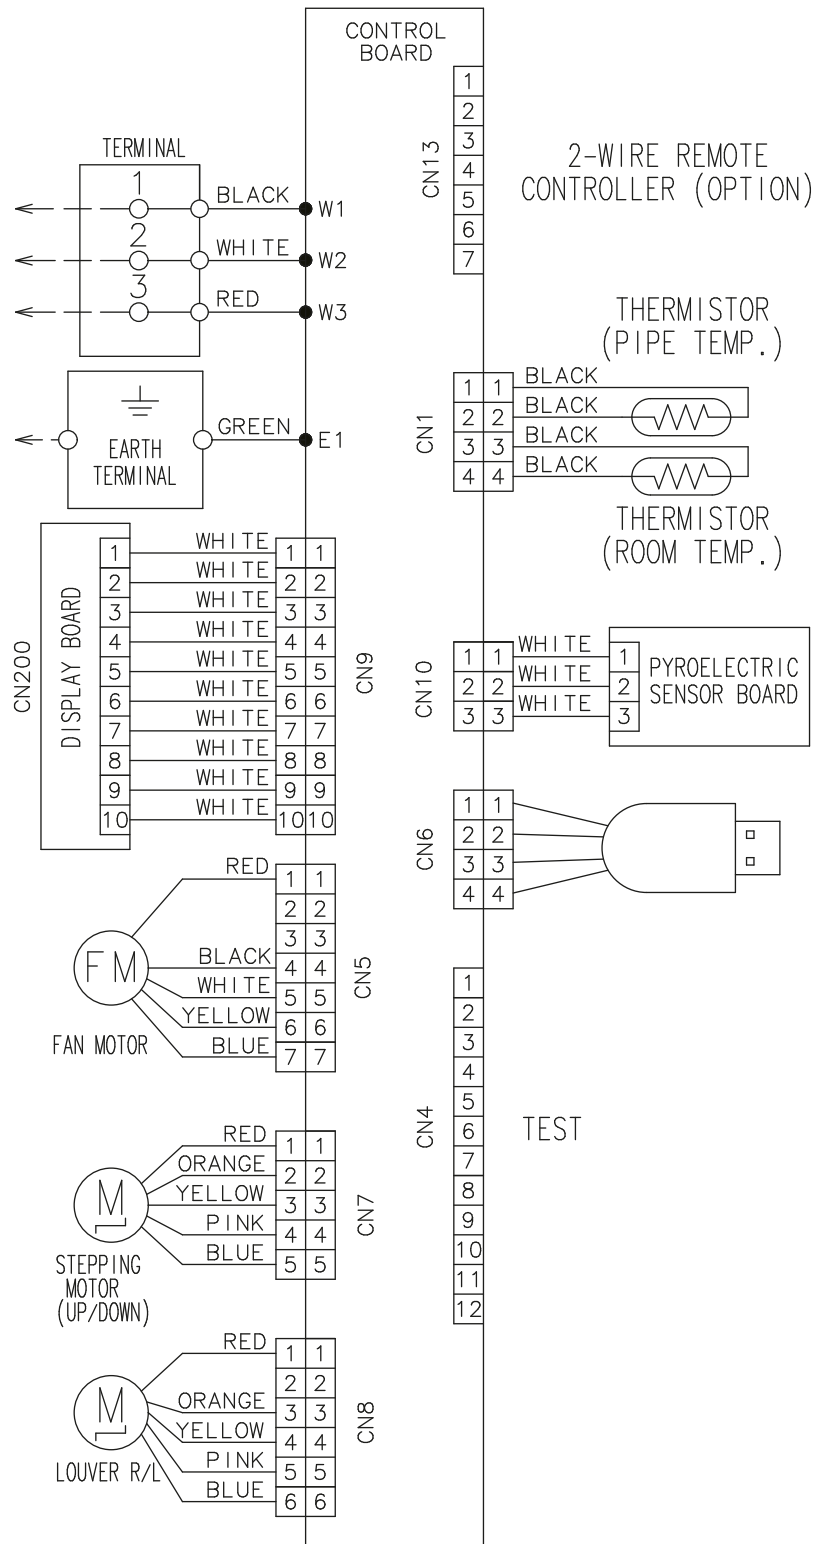 CONTROL
BOARD
CN13
1
2
3
4
5
6
7
2-WIRE REMOTE
CONTROLLER (OPTION)
TERMINAL
1 BLACK W1
2 WHITE W2
3 RED W3
EARTH
TERMINAL
GREEN E1
THERMISTOR
(PIPE TEMP.)
CN1
1 1 BLACK
2 2 BLACK
3 3 BLACK
4 4 BLACK
THERMISTOR
(ROOM TEMP.)
CN200
DISPLAY BOARD
CN9
1 WHITE 1 1
2 WHITE 2 2
3 WHITE 3 3
4 WHITE 4 4
5 WHITE 5 5
6 WHITE 6 6
7 WHITE 7 7
8 WHITE 8 8
9 WHITE 9 9
10 WHITE 10 10
CN10
1 1 WHITE 1
2 2 WHITE 2
3 3 WHITE 3
PYROELECTRIC
SENSOR BOARD
CN6
1 1
2 2
3 3
4 4
FM
FAN MOTOR
CN5
RED 1 1
2 2
3 3
BLACK 4 4
WHITE 5 5
YELLOW 6 6
BLUE 7 7
CN4
1
2
3
4
5
6
7
8
9
10
11
12
TEST
M
STEPPING
MOTOR
(UP/DOWN)
CN7
RED 1 1
ORANGE 2 2
YELLOW 3 3
PINK 4 4
BLUE 5 5
M
LOUVER R/L
CN8
RED 1 1
2 2
ORANGE 3 3
YELLOW 4 4
PINK 5 5
BLUE 6 6